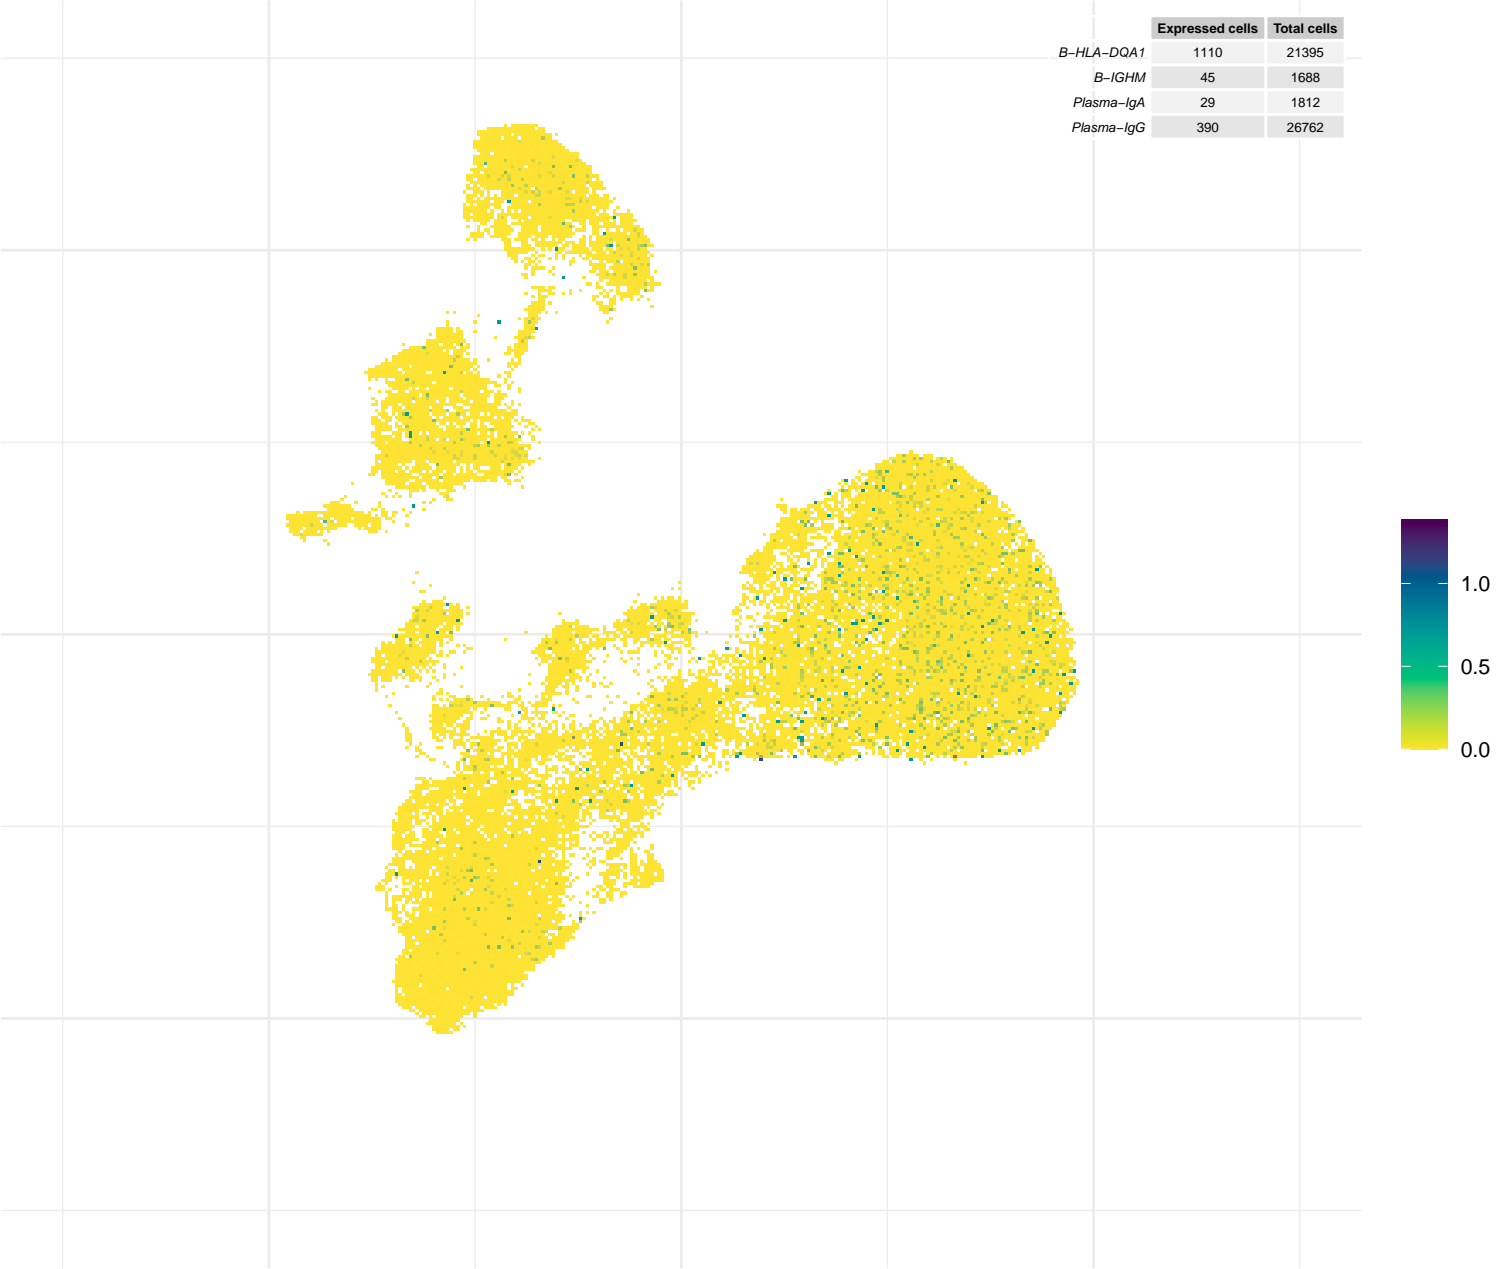 Expressed cells Total cells
B−HLA−DQA1 1110 21395
B−IGHM 45 1688
Plasma−IgA 29 1812
Plasma−IgG 390 26762
1.0
0.5
0.0